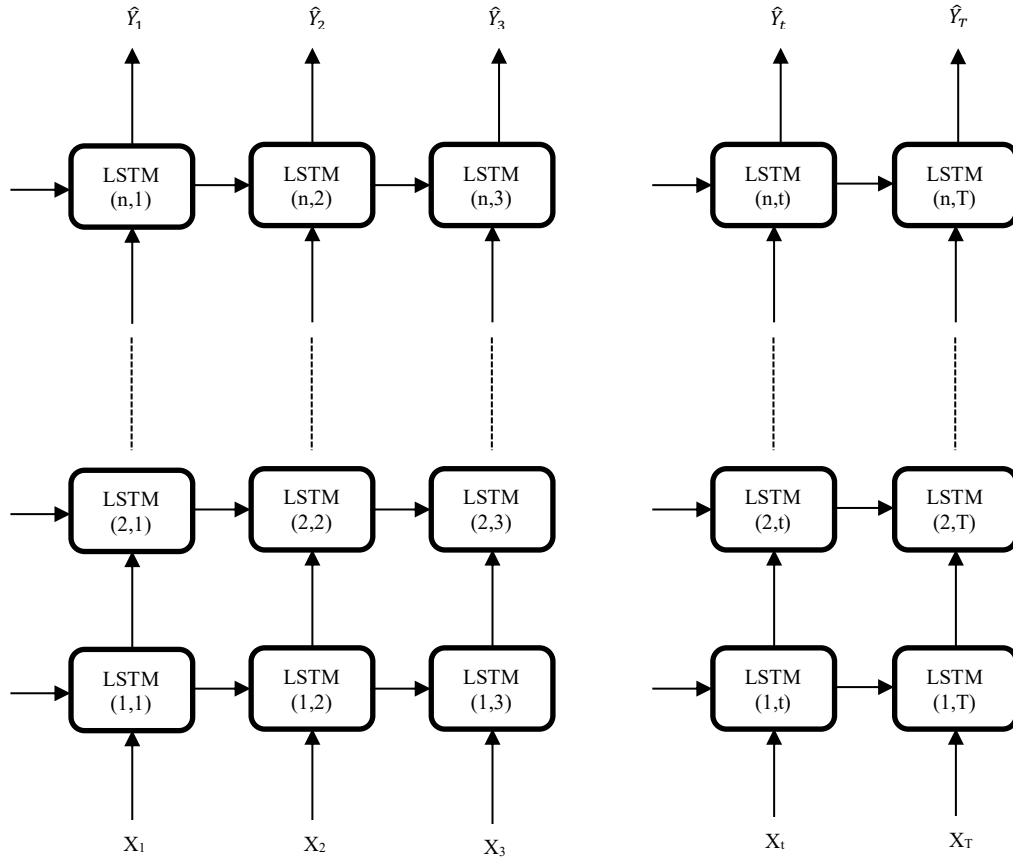 Ŷ₁ Ŷ₂ Ŷ₃ Ŷₜ Ŷ_T
LSTM LSTM LSTM LSTM LSTM
(n,1) (n,2) (n,3) (n,t) (n,T)
LSTM LSTM LSTM LSTM LSTM
(2,1) (2,2) (2,3) (2,t) (2,T)
LSTM LSTM LSTM LSTM LSTM
(1,1) (1,2) (1,3) (1,t) (1,T)
X₁ X₂ X₃ Xₜ X_T